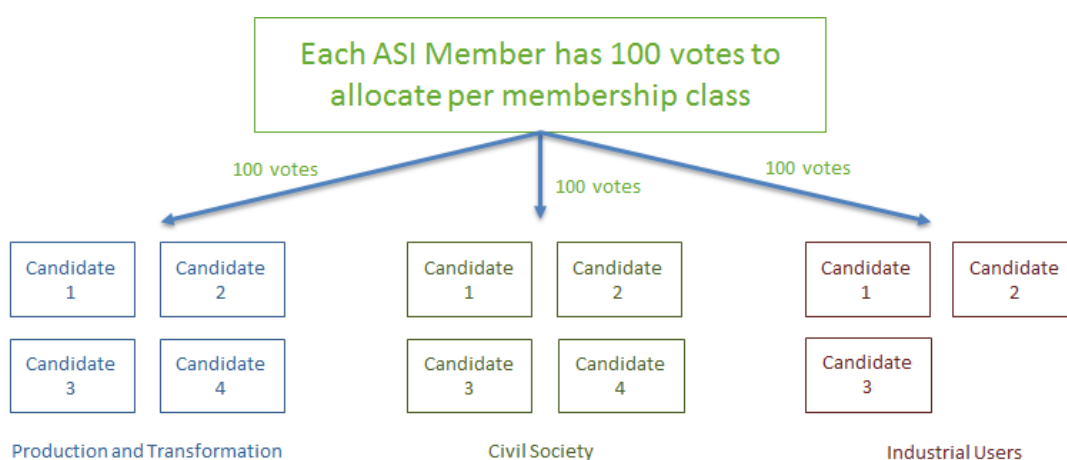 Each ASI Member has 100 votes to
allocate per membership class
100 votes
100 votes
100 votes
Candidate
1
Candidate
2
Candidate
3
Candidate
4
Production and Transformation
Candidate
1
Candidate
2
Candidate
3
Candidate
4
Civil Society
Candidate
1
Candidate
2
Candidate
3
Industrial Users